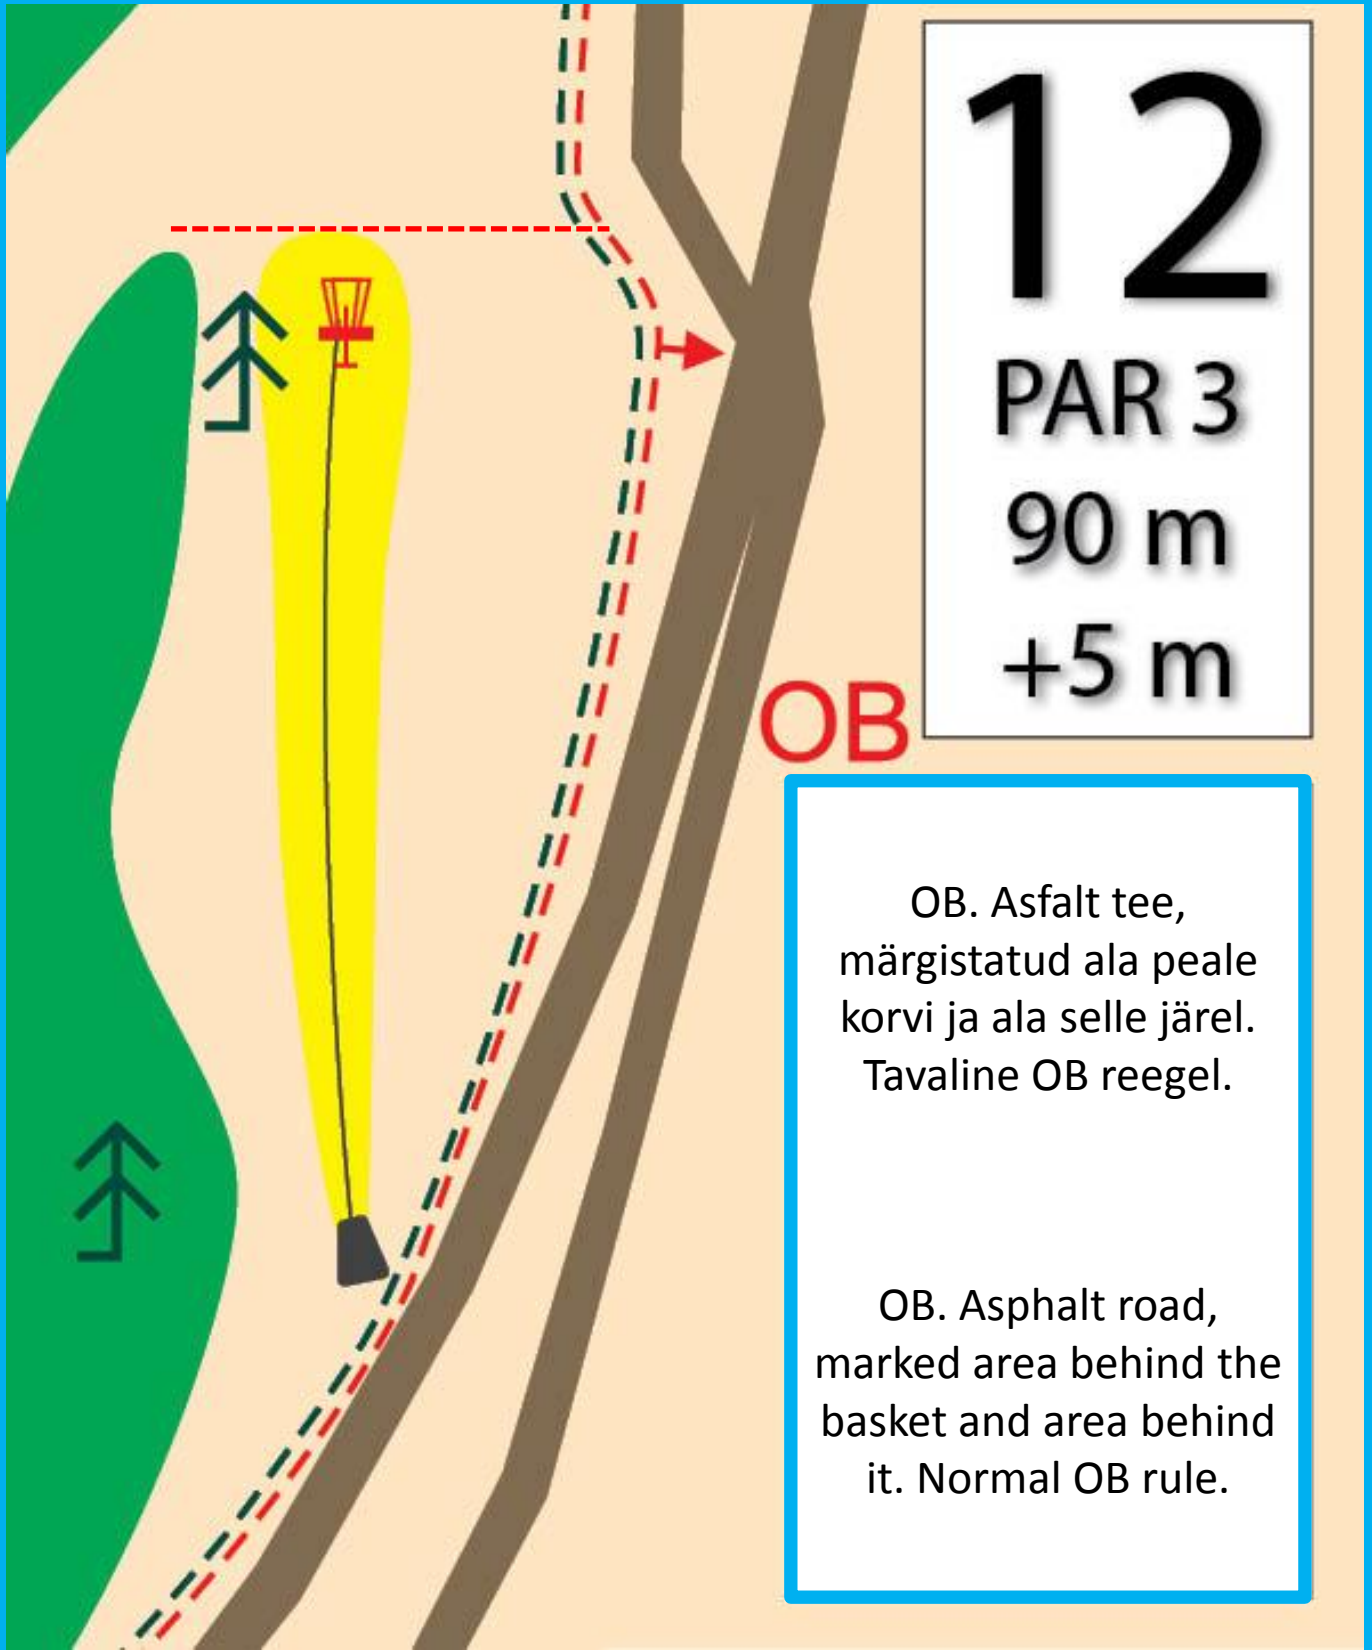 12
PAR 3
90 m
+5 m
OB
OB. Asfalt tee,
märgistatud ala peale
korvi ja ala selle järel.
Tavaline OB reegel.
OB. Asphalt road,
marked area behind the
basket and area behind
it. Normal OB rule.